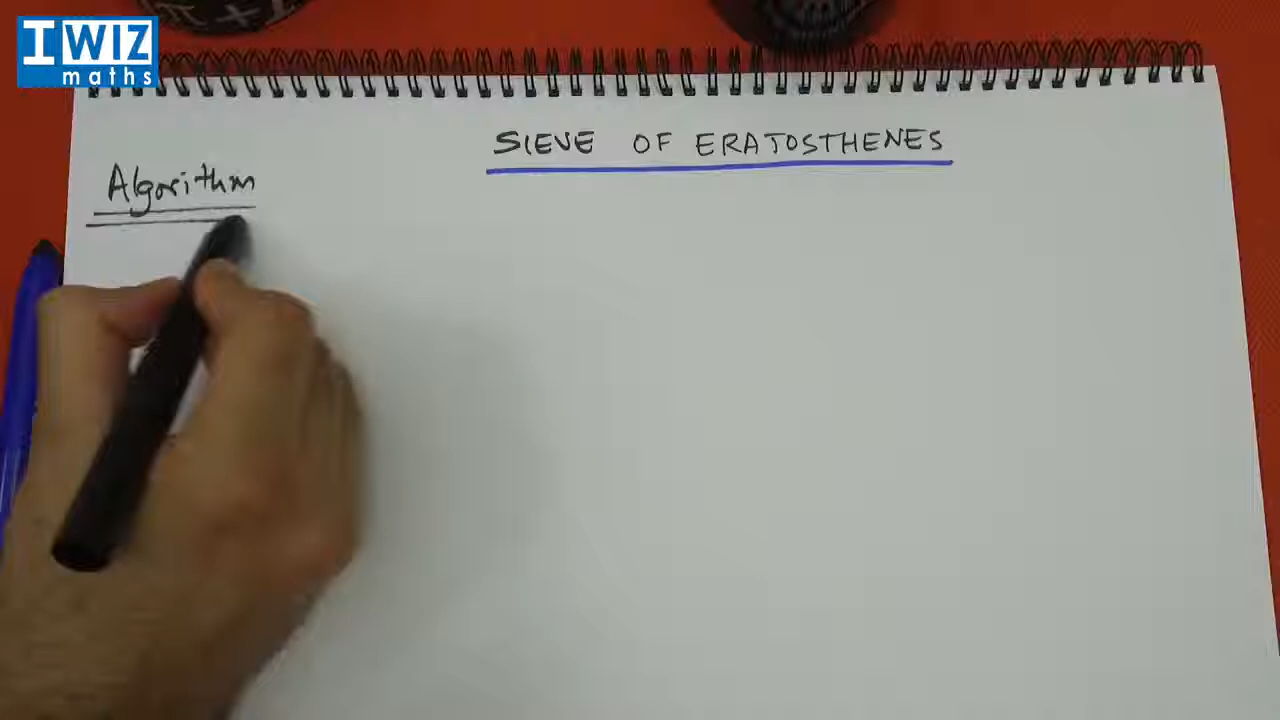 IWIZ
maths
π +
SIEVE OF ERATOSTHENES
Algorithm